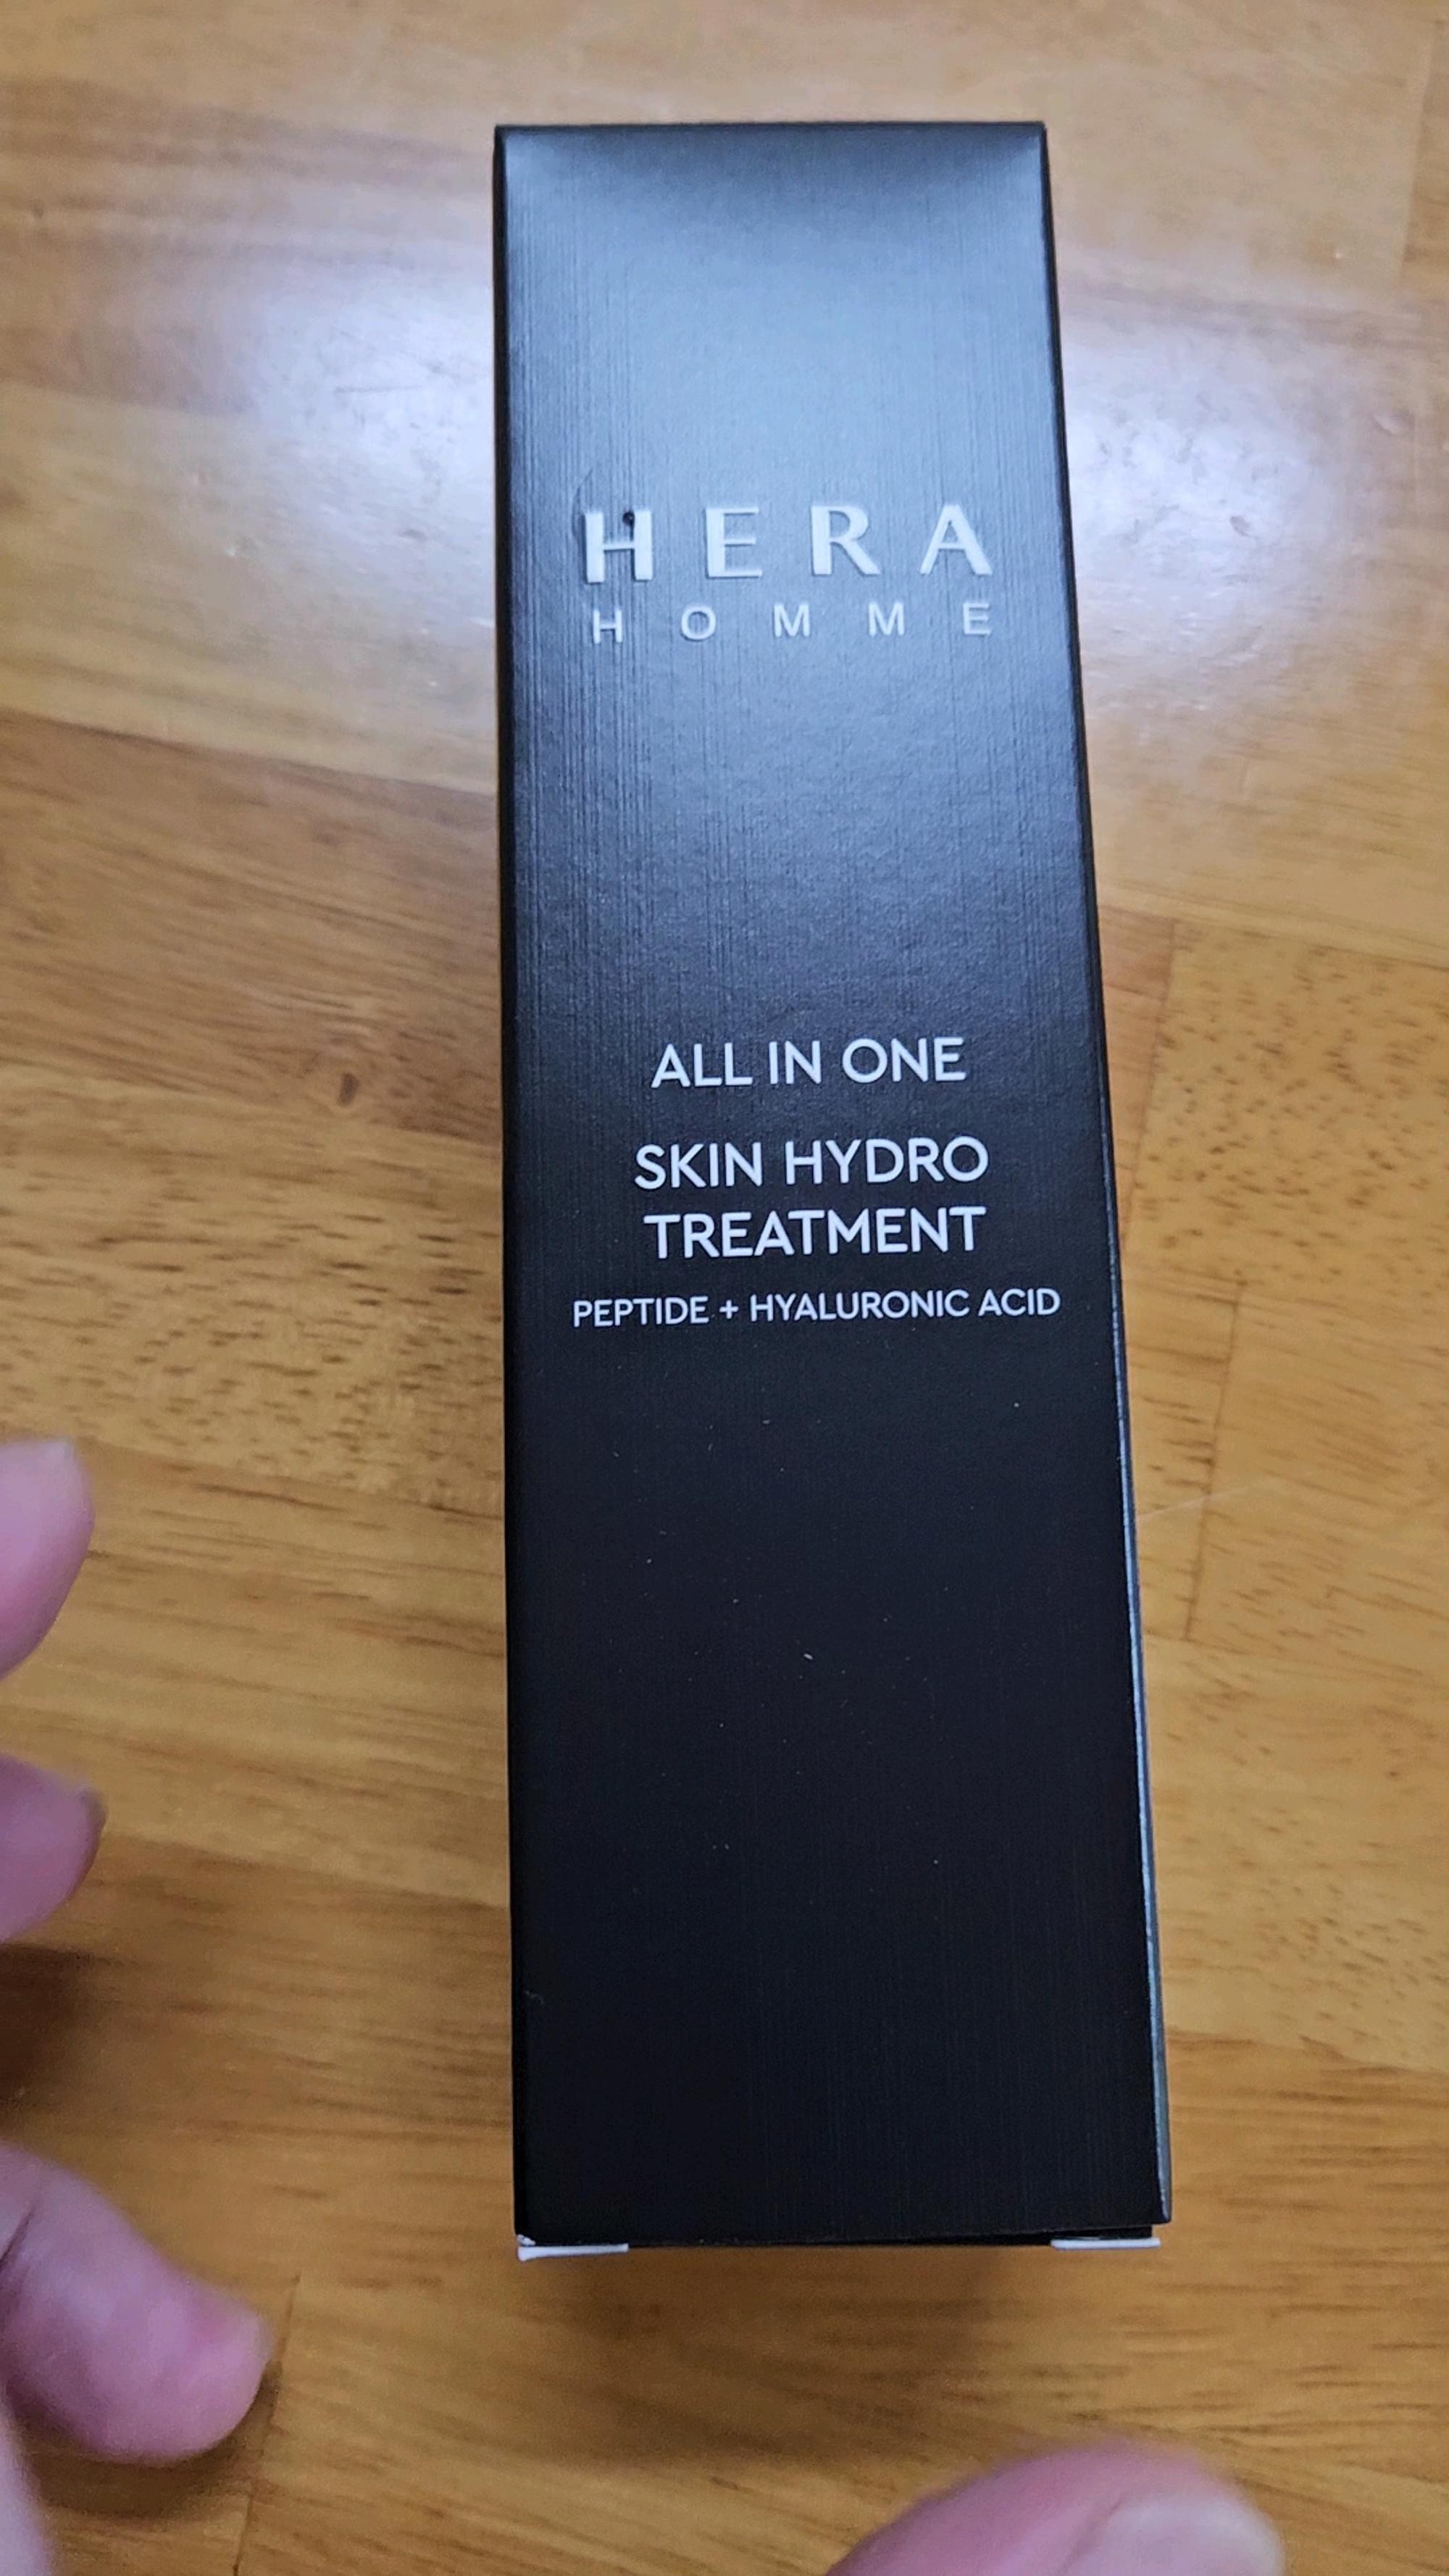 HERA
HOMME
ALL IN ONE
SKIN HYDRO
TREATMENT
PEPTIDE + HYALURONIC ACID